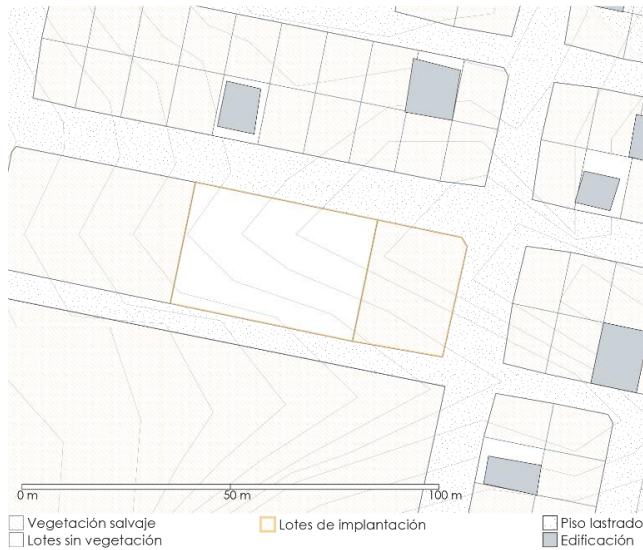 0 m 50 m 100 m
Vegetación salvaje Lotes de implantación Piso lastrado
Lotes sin vegetación Edificación